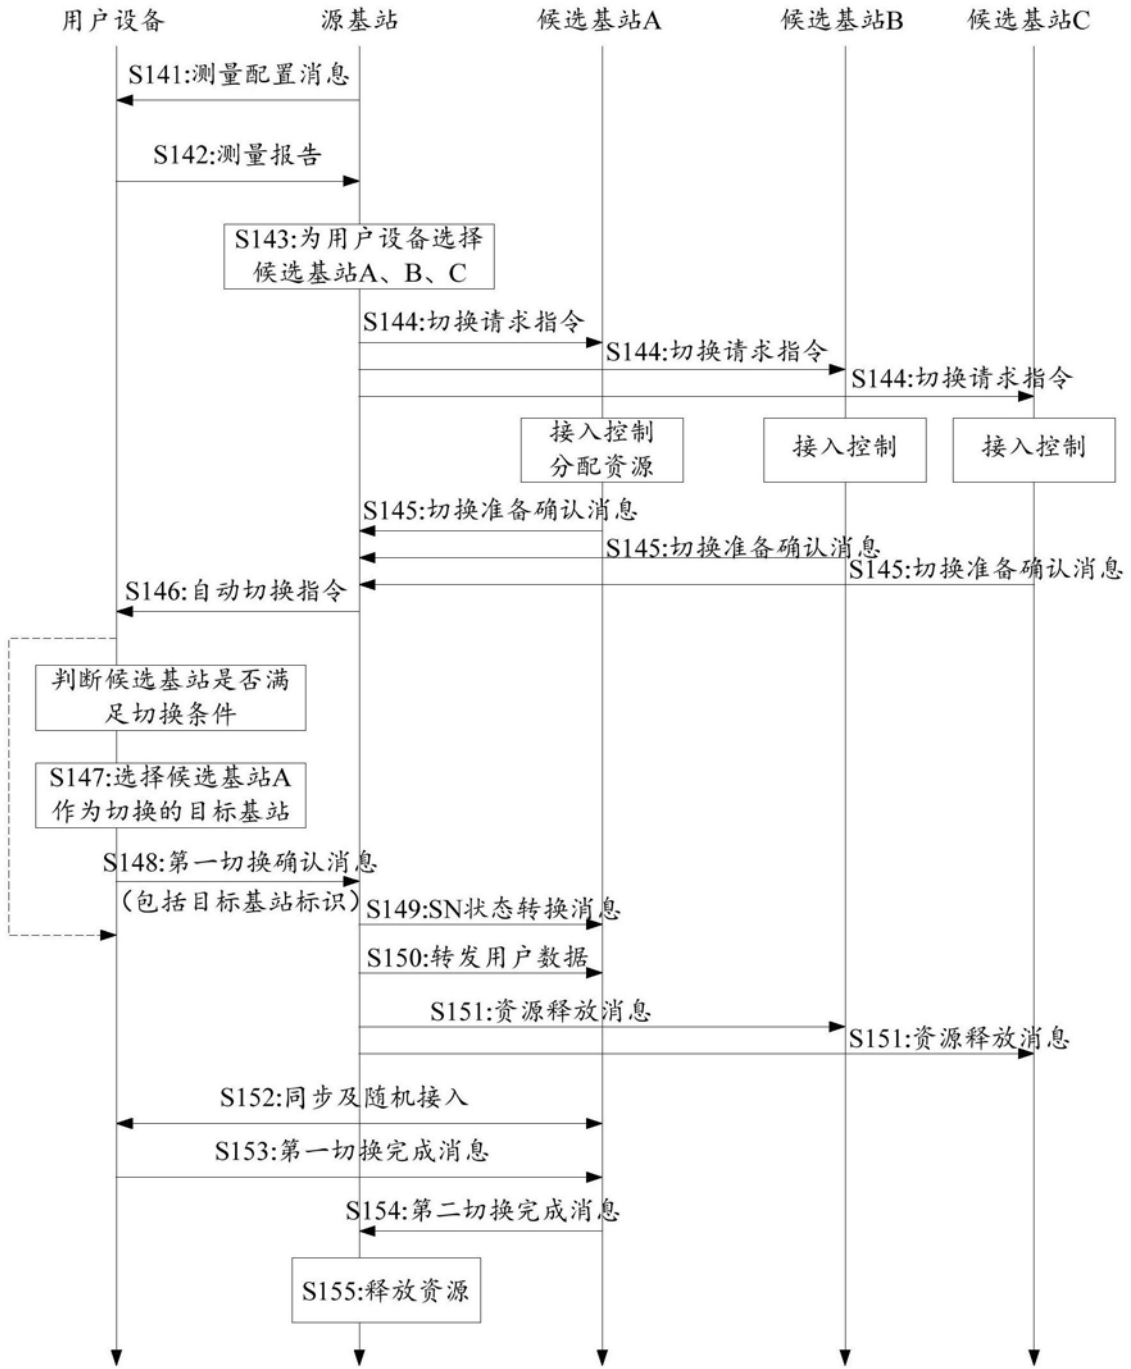 用户设备
源基站
候选基站A
候选基站B
候选基站C
S141:测量配置消息
S142:测量报告
S143:为用户设备选择
候选基站A、B、C
S144:切换请求指令
S144:切换请求指令
S144:切换请求指令
接入控制
分配资源
接入控制
接入控制
S145:切换准备确认消息
S145:切换准备确认消息
S145:切换准备确认消息
S146:自动切换指令
判断候选基站是否满
足切换条件
S147:选择候选基站A
作为切换的目标基站
S148:第一切换确认消息
（包括目标基站标识）
S149:SN状态转换消息
S150:转发用户数据
S151:资源释放消息
S151:资源释放消息
S152:同步及随机接入
S153:第一切换完成消息
S154:第二切换完成消息
S155:释放资源